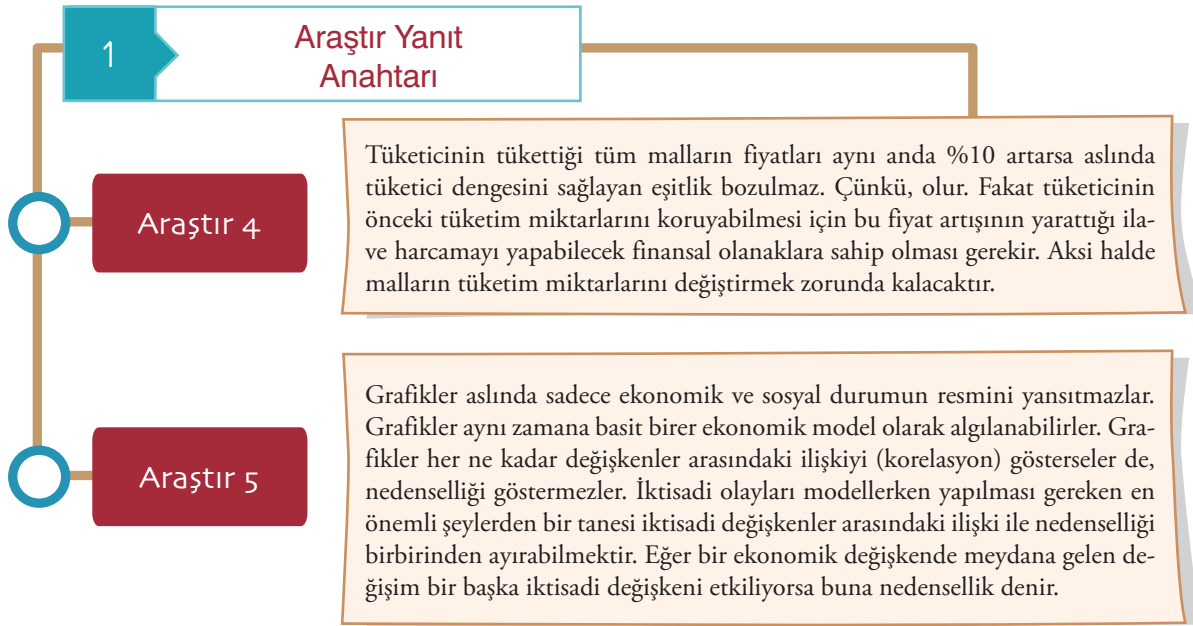 1
Araştır Yanıt
Anahtarı
Araştır 4
Tüketicinin tükettiği tüm malların fiyatları aynı anda %10 artarsa aslında
tüketici dengesini sağlayan eşitlik bozulmaz. Çünkü, olur. Fakat tüketicinin
önceki tüketim miktarlarını koruyabilmesi için bu fiyat artışının yarattığı ila-
ve harcamayı yapabilecek finansal olanaklara sahip olması gerekir. Aksi halde
malların tüketim miktarlarını değiştirmek zorunda kalacaktır.
Araştır 5
Grafikler aslında sadece ekonomik ve sosyal durumun resmini yansıtmazlar.
Grafikler aynı zamana basit birer ekonomik model olarak algılanabilirler. Gra-
fikler her ne kadar değişkenler arasındaki ilişkiyi (korelasyon) gösterseler de,
nedenselliği göstermezler. İktisadi olayları modellerken yapılması gereken en
önemli şeylerden bir tanesi iktisadi değişkenler arasındaki ilişki ile nedenselliği
birbirinden ayırabilmektir. Eğer bir ekonomik değişkende meydana gelen de-
ğişim bir başka iktisadi değişkeni etkiliyorsa buna nedensellik denir.